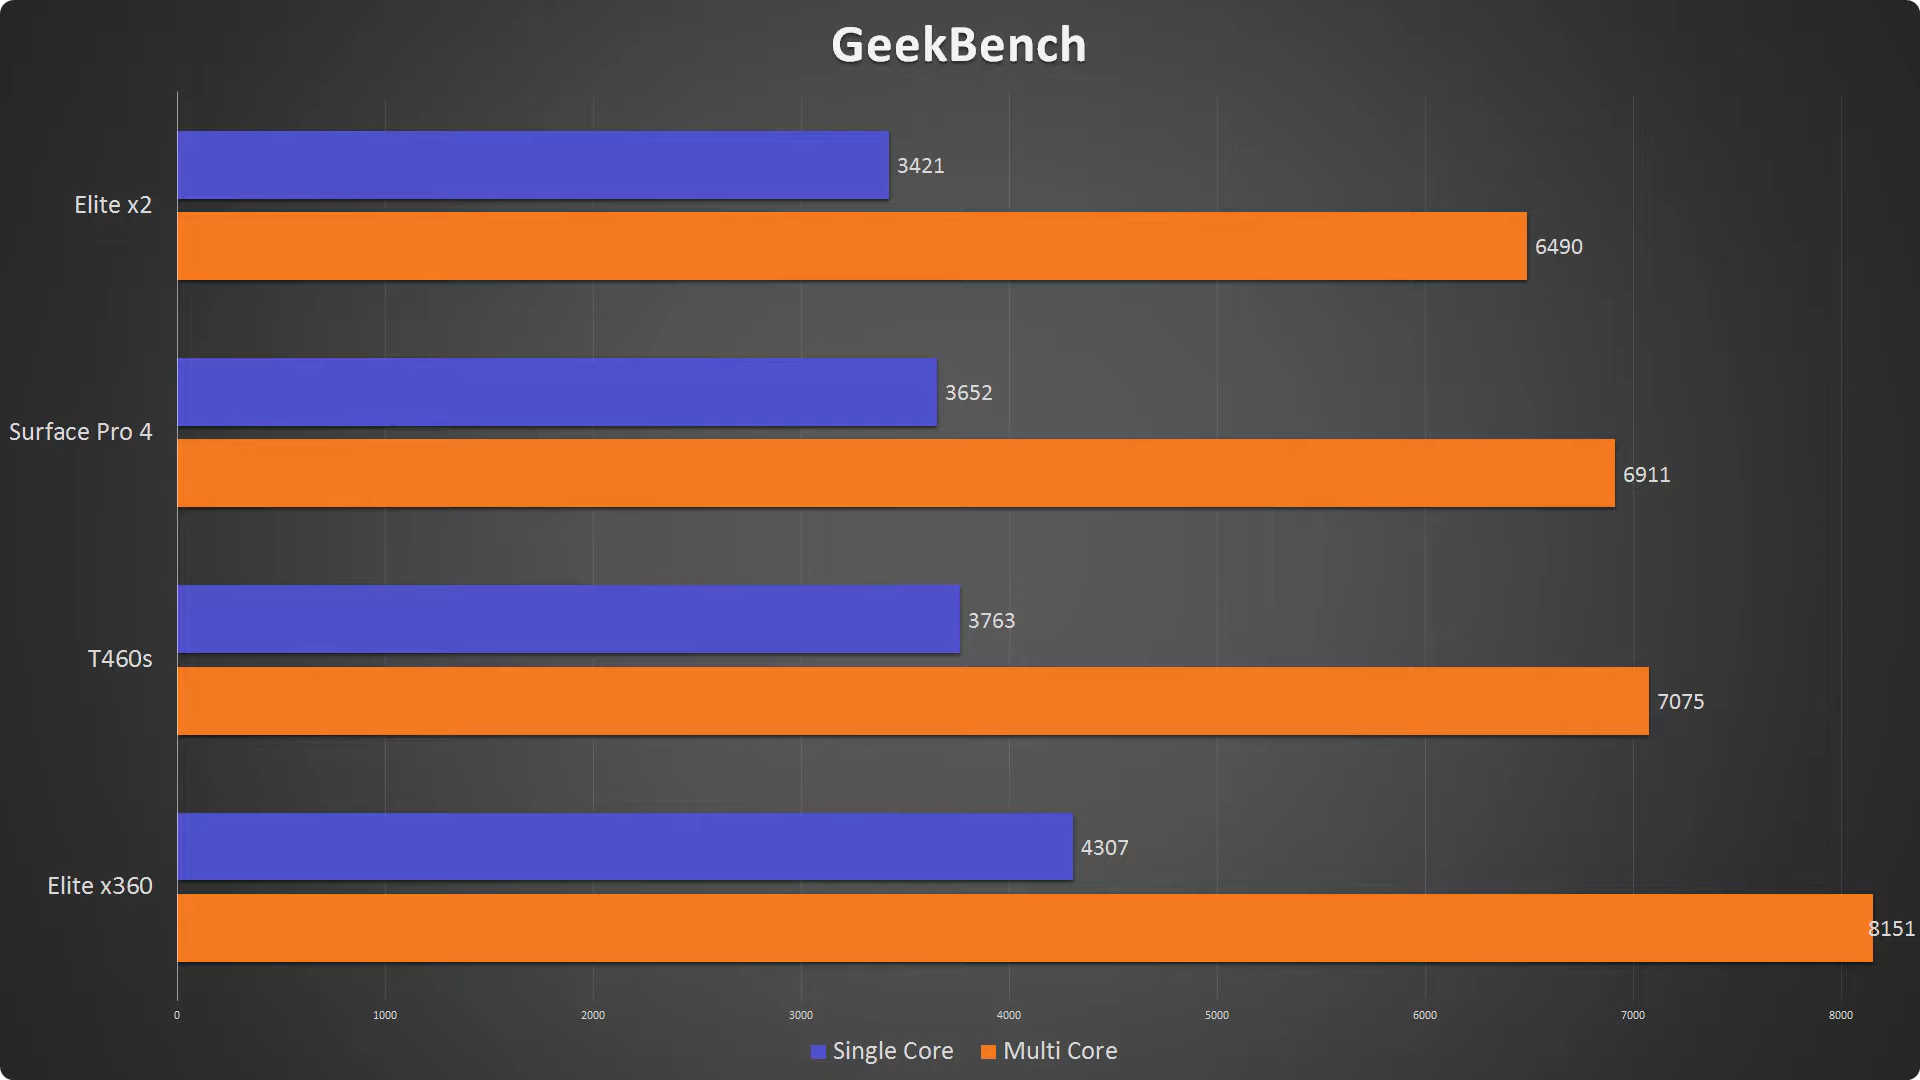 GeekBench
3421
Elite x2
6490
3652
Surface Pro 4
6911
3763
T460s
7075
4307
Elite x360
8151
0 1000 2000 3000 4000 5000 6000 7000 8000
Single Core Multi Core